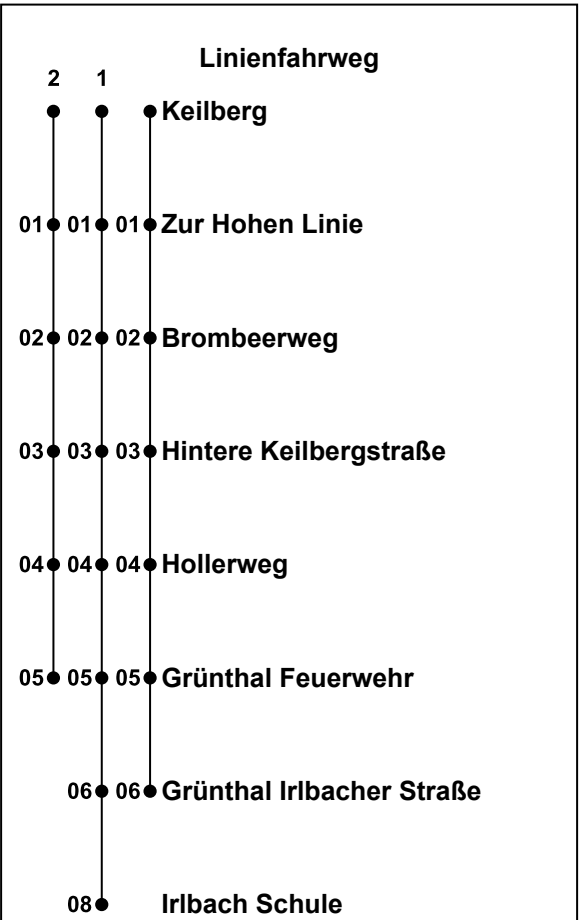 Linienfahrweg
2 1
Keilberg
01 01 01 Zur Hohen Linie
02 02 02 Brombeerweg
03 03 03 Hintere Keilbergstraße
04 04 04 Hollerweg
05 05 05 Grünthal Feuerwehr
06 06 Grünthal Irlbacher Straße
08 Irlbach Schule